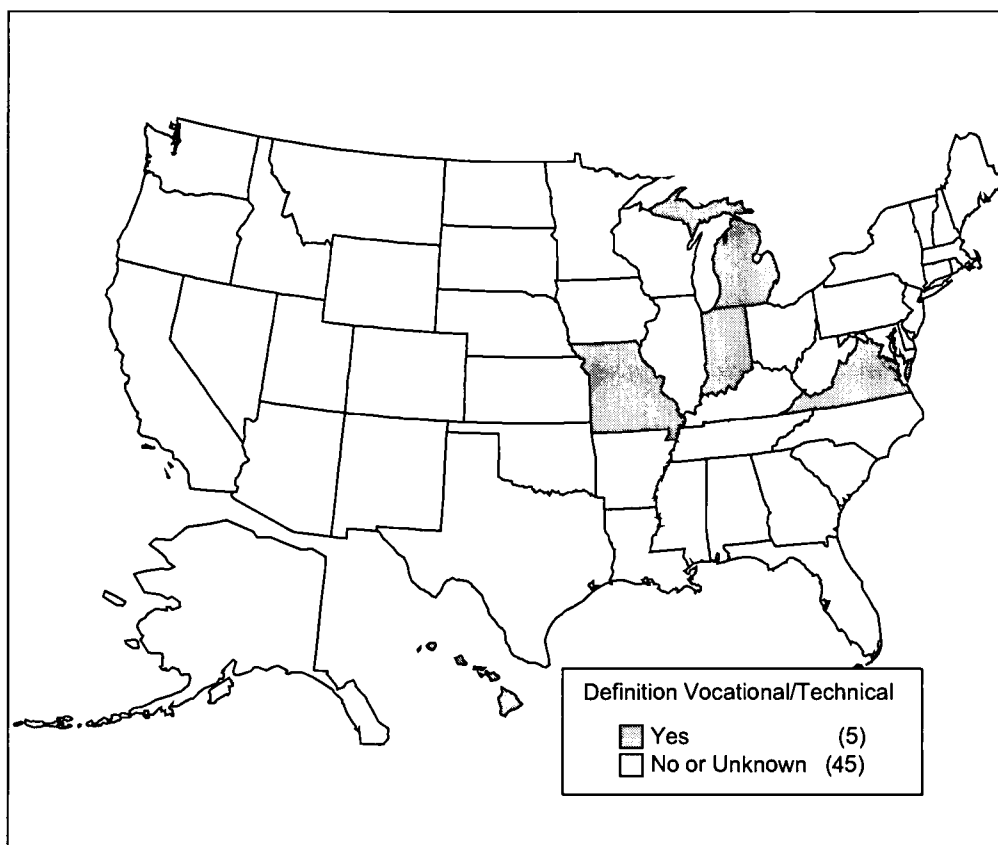 Definition Vocational/Technical
Yes (5)
No or Unknown (45)